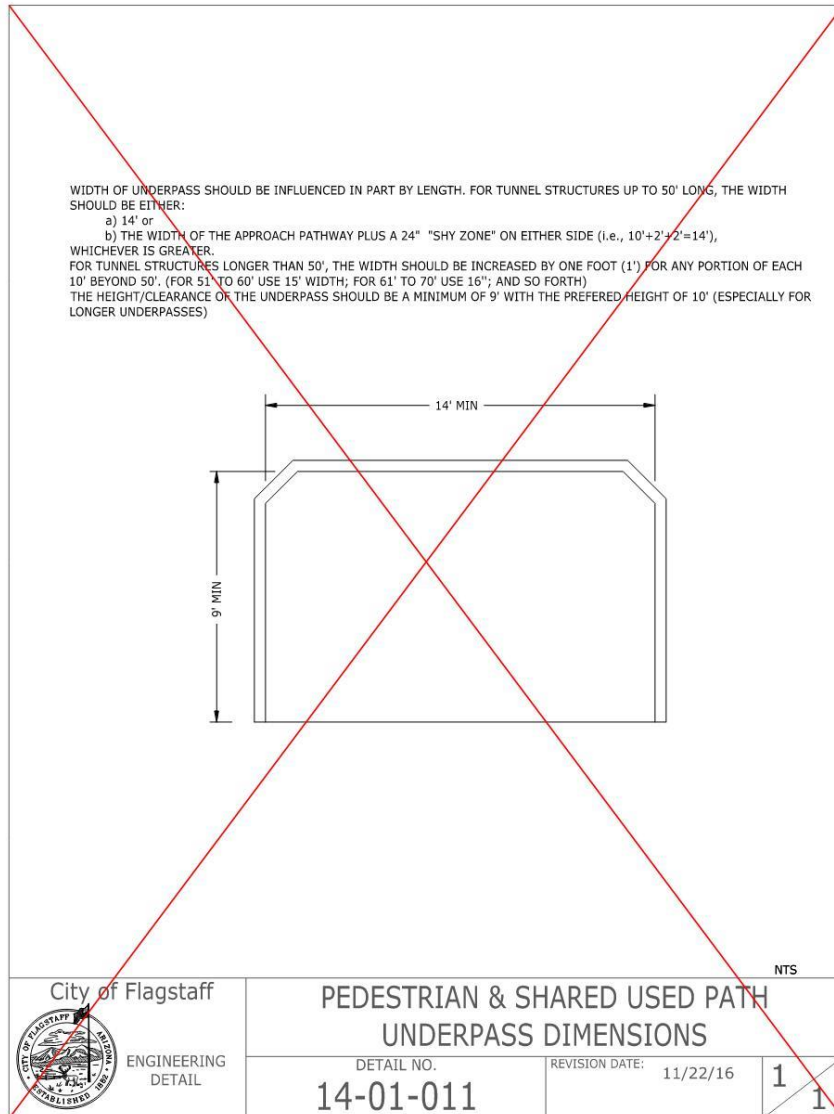 WIDTH OF UNDERPASS SHOULD BE INFLUENCED IN PART BY LENGTH. FOR TUNNEL STRUCTURES UP TO 50' LONG, THE WIDTH
SHOULD BE EITHER:
a) 14' or
b) THE WIDTH OF THE APPROACH PATHWAY PLUS A 24" "SHY ZONE" ON EITHER SIDE (i.e., 10'+2'+2'=14'),
WHICHEVER IS GREATER.
FOR TUNNEL STRUCTURES LONGER THAN 50', THE WIDTH SHOULD BE INCREASED BY ONE FOOT (1') FOR ANY PORTION OF EACH
10' BEYOND 50'. (FOR 51' TO 60' USE 15' WIDTH; FOR 61' TO 70' USE 16"; AND SO FORTH)
THE HEIGHT/CLEARANCE OF THE UNDERPASS SHOULD BE A MINIMUM OF 9' WITH THE PREFERED HEIGHT OF 10' (ESPECIALLY FOR
LONGER UNDERPASSES)
14' MIN
9' MIN
NTS
City of Flagstaff
CITY OF FLAGSTAFF ARIZONA
ESTABLISHED 1882
ENGINEERING
DETAIL
PEDESTRIAN & SHARED USED PATH
UNDERPASS DIMENSIONS
DETAIL NO.
14-01-011
REVISION DATE: 11/22/16
1
1